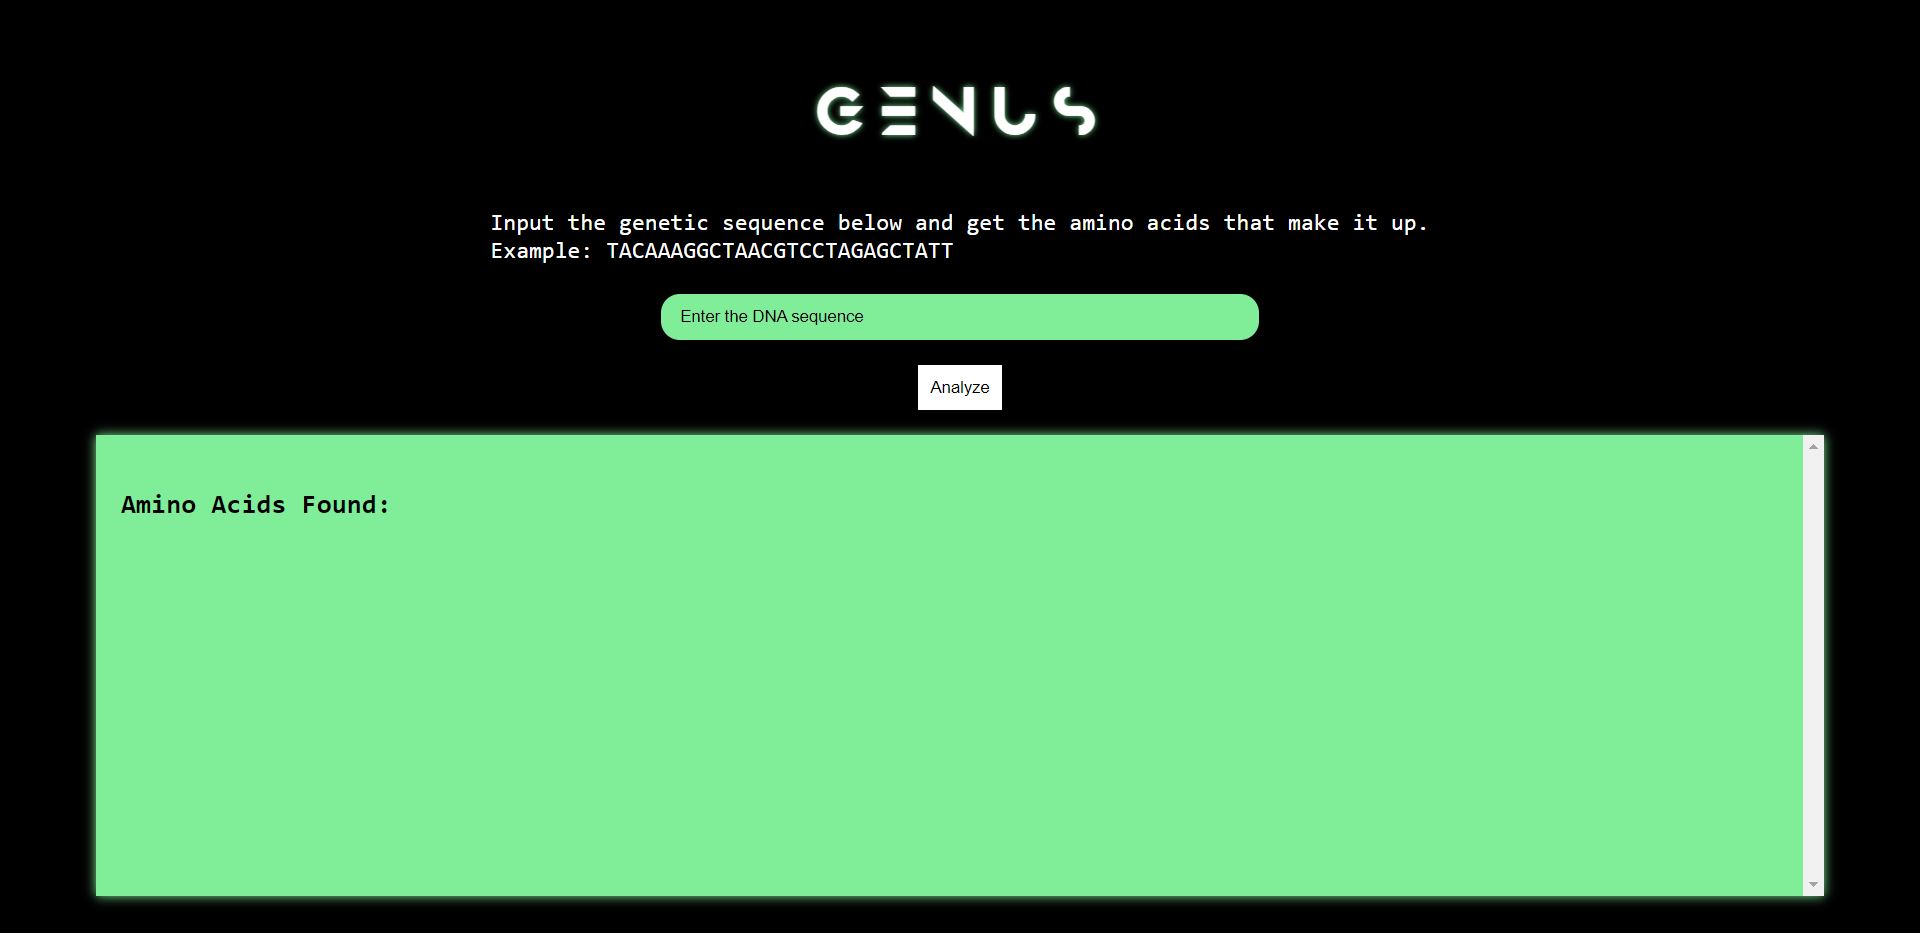 GENUS
Input the genetic sequence below and get the amino acids that make it up.
Example: TACAAAGGCTAACGTCCTAGAGCTATT
Enter the DNA sequence
Analyze
Amino Acids Found: